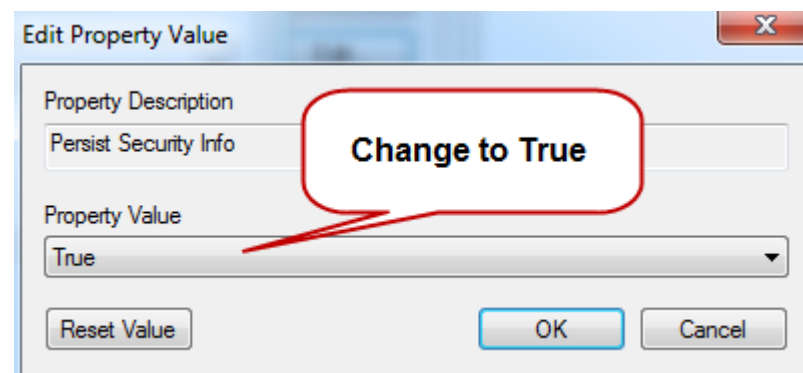 Edit Property Value
Property Description
Persist Security Info
Change to True
Property Value
True
Reset Value
OK
Cancel